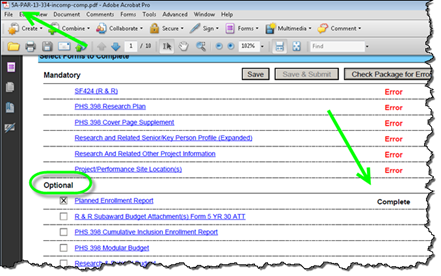 SA-PAR-13-334-incomp-comp.pdf - Adobe Acrobat Pro
View Document Comments Forms Tools Advanced Window Help
Create Combine Collaborate Secure Sign Forms Multimedia Comment
1 / 18 102% Find
Select Forms to Complete
Mandatory Save Save & Submit Check Package for Errors
SF424 (R & R) Error
PHS 398 Research Plan Error
PHS 398 Cover Page Supplement Error
Research and Related Senior/Key Person Profile (Expanded) Error
Research And Related Other Project Information Error
Project/Performance Site Location(s) Error
Optional
Planned Enrollment Report Complete
R & R Subaward Budget Attachment(s) Form 5 YR 30 ATT
PHS 398 Cumulative Inclusion Enrollment Report
PHS 398 Modular Budget